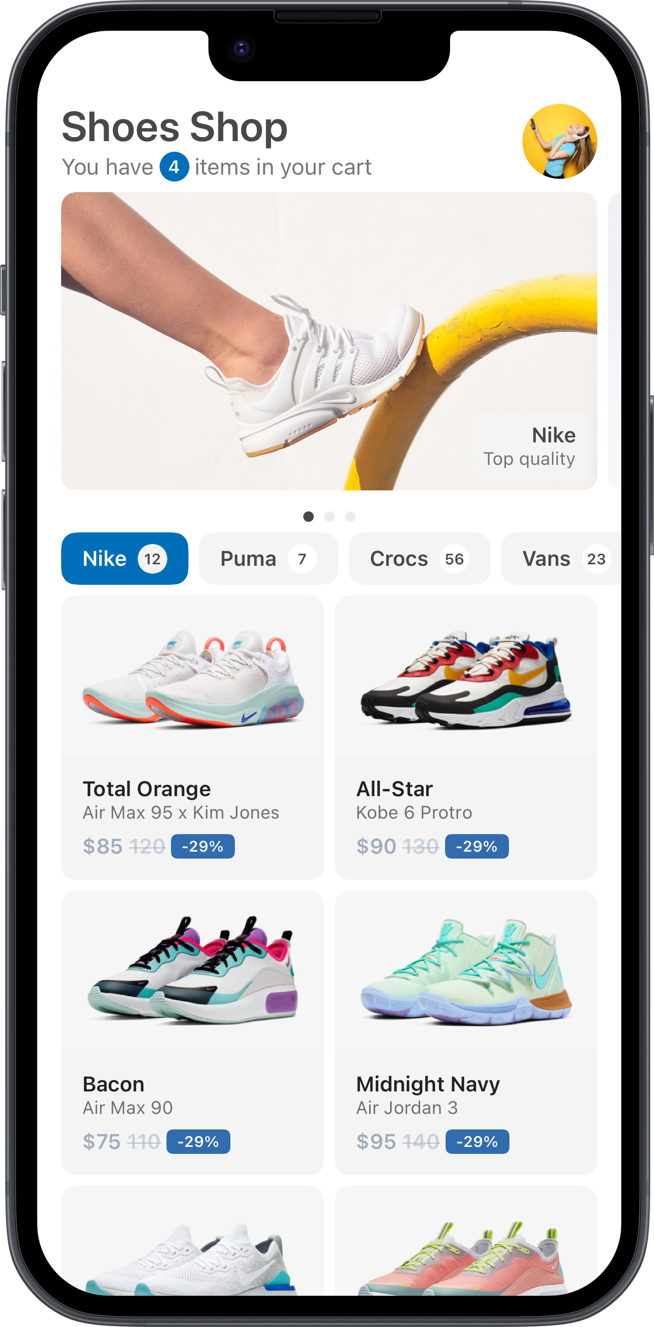 Shoes Shop
You have 4 items in your cart
Nike
Top quality
Nike 12 Puma 7 Crocs 56 Vans 23
Total Orange
Air Max 95 x Kim Jones
$85 120 -29%
All-Star
Kobe 6 Protro
$90 130 -29%
Bacon
Air Max 90
$75 110 -29%
Midnight Navy
Air Jordan 3
$95 140 -29%